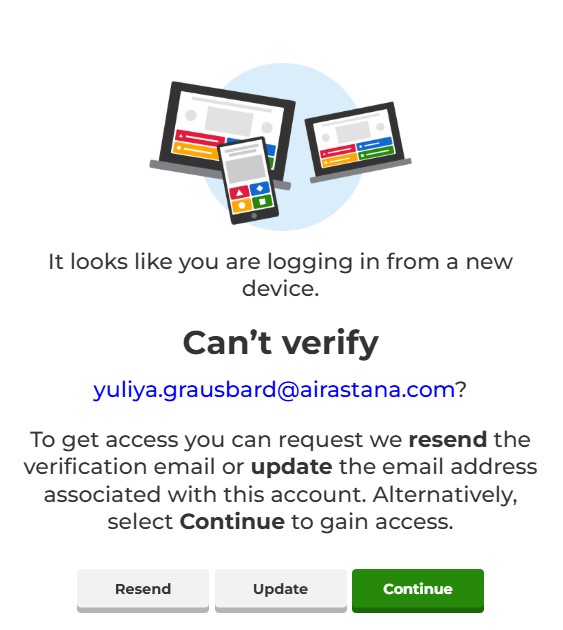 It looks like you are logging in from a new
device.
Can’t verify
yuliya.grausbard@airastana.com?
To get access you can request we resend the
verification email or update the email address
associated with this account. Alternatively,
select Continue to gain access.
Resend
Update
Continue